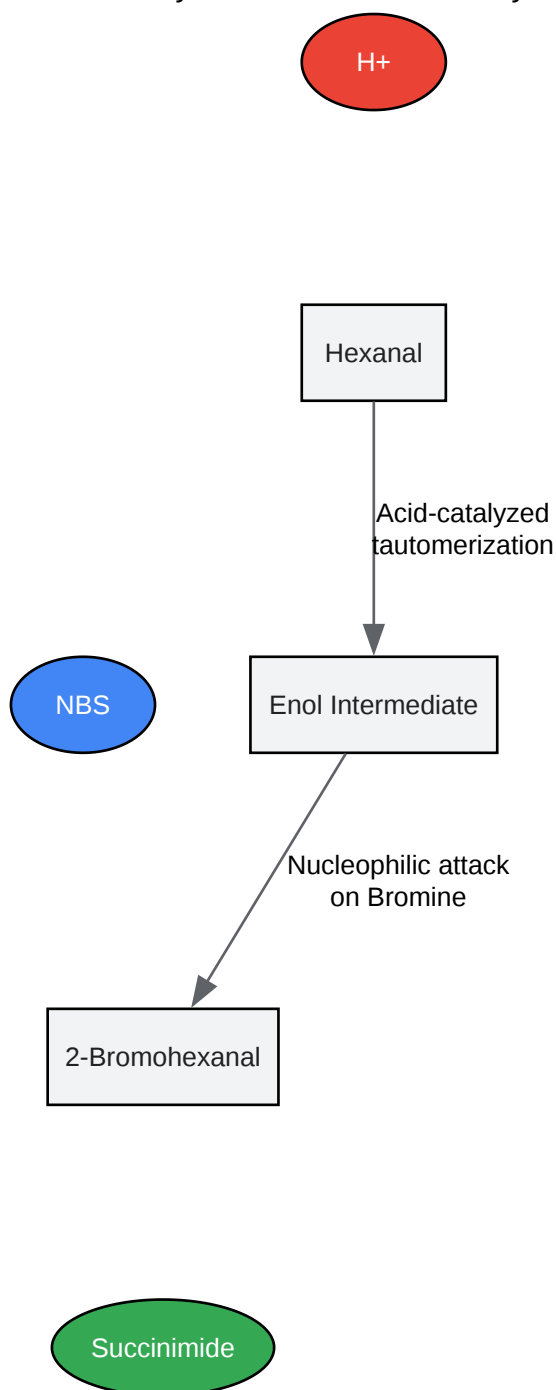 H+
Hexanal
Acid-catalyzed
tautomerization
NBS
Enol Intermediate
Nucleophilic attack
on Bromine
2-Bromohexanal
Succinimide